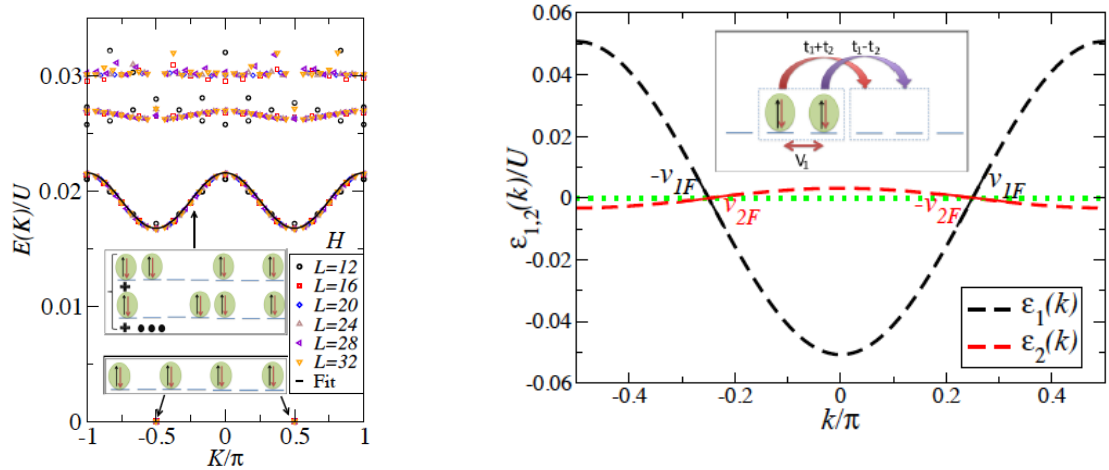 E(K)/U
0.03
0.02
0.01
0
-1
-0.5
0
0.5
1
K/π
H
L=12
L=16
L=20
L=24
L=28
L=32
Fit
ε1,2(k)/U
0.06
0.04
0.02
0
-0.02
-0.04
-0.06
-0.4
-0.2
0
0.2
0.4
k/π
t1+t2 t1-t2
V1
-v1F
v1F
v2F
-v2F
ε1(k)
ε2(k)